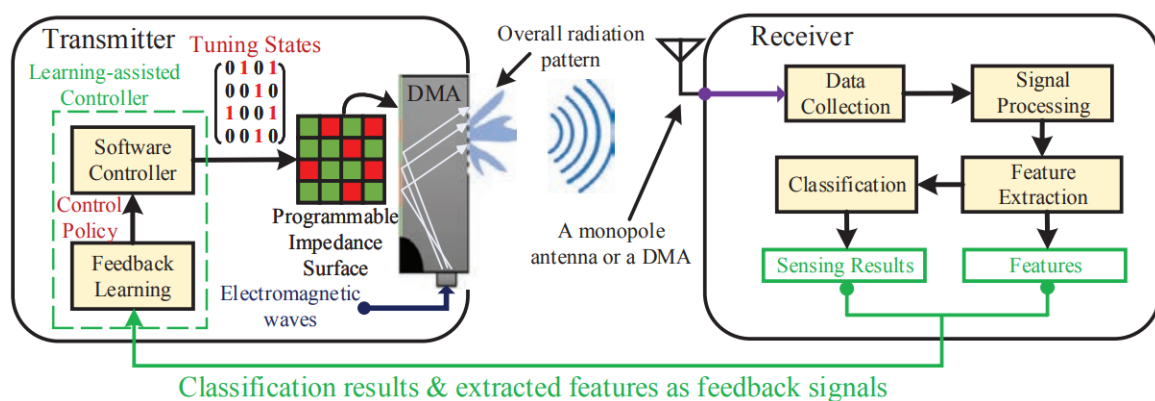 Transmitter
Tuning States
0 1 0 1
0 0 1 0
1 0 0 1
0 0 1 0
Learning-assisted
Controller
Software
Controller
Control
Policy
Feedback
Learning
Programmable
Impedance
Surface
Electromagnetic
waves
DMA
Overall radiation
pattern
A monopole
antenna or a DMA
Receiver
Data
Collection
Signal
Processing
Classification
Feature
Extraction
Sensing Results
Features
Classification results & extracted features as feedback signals